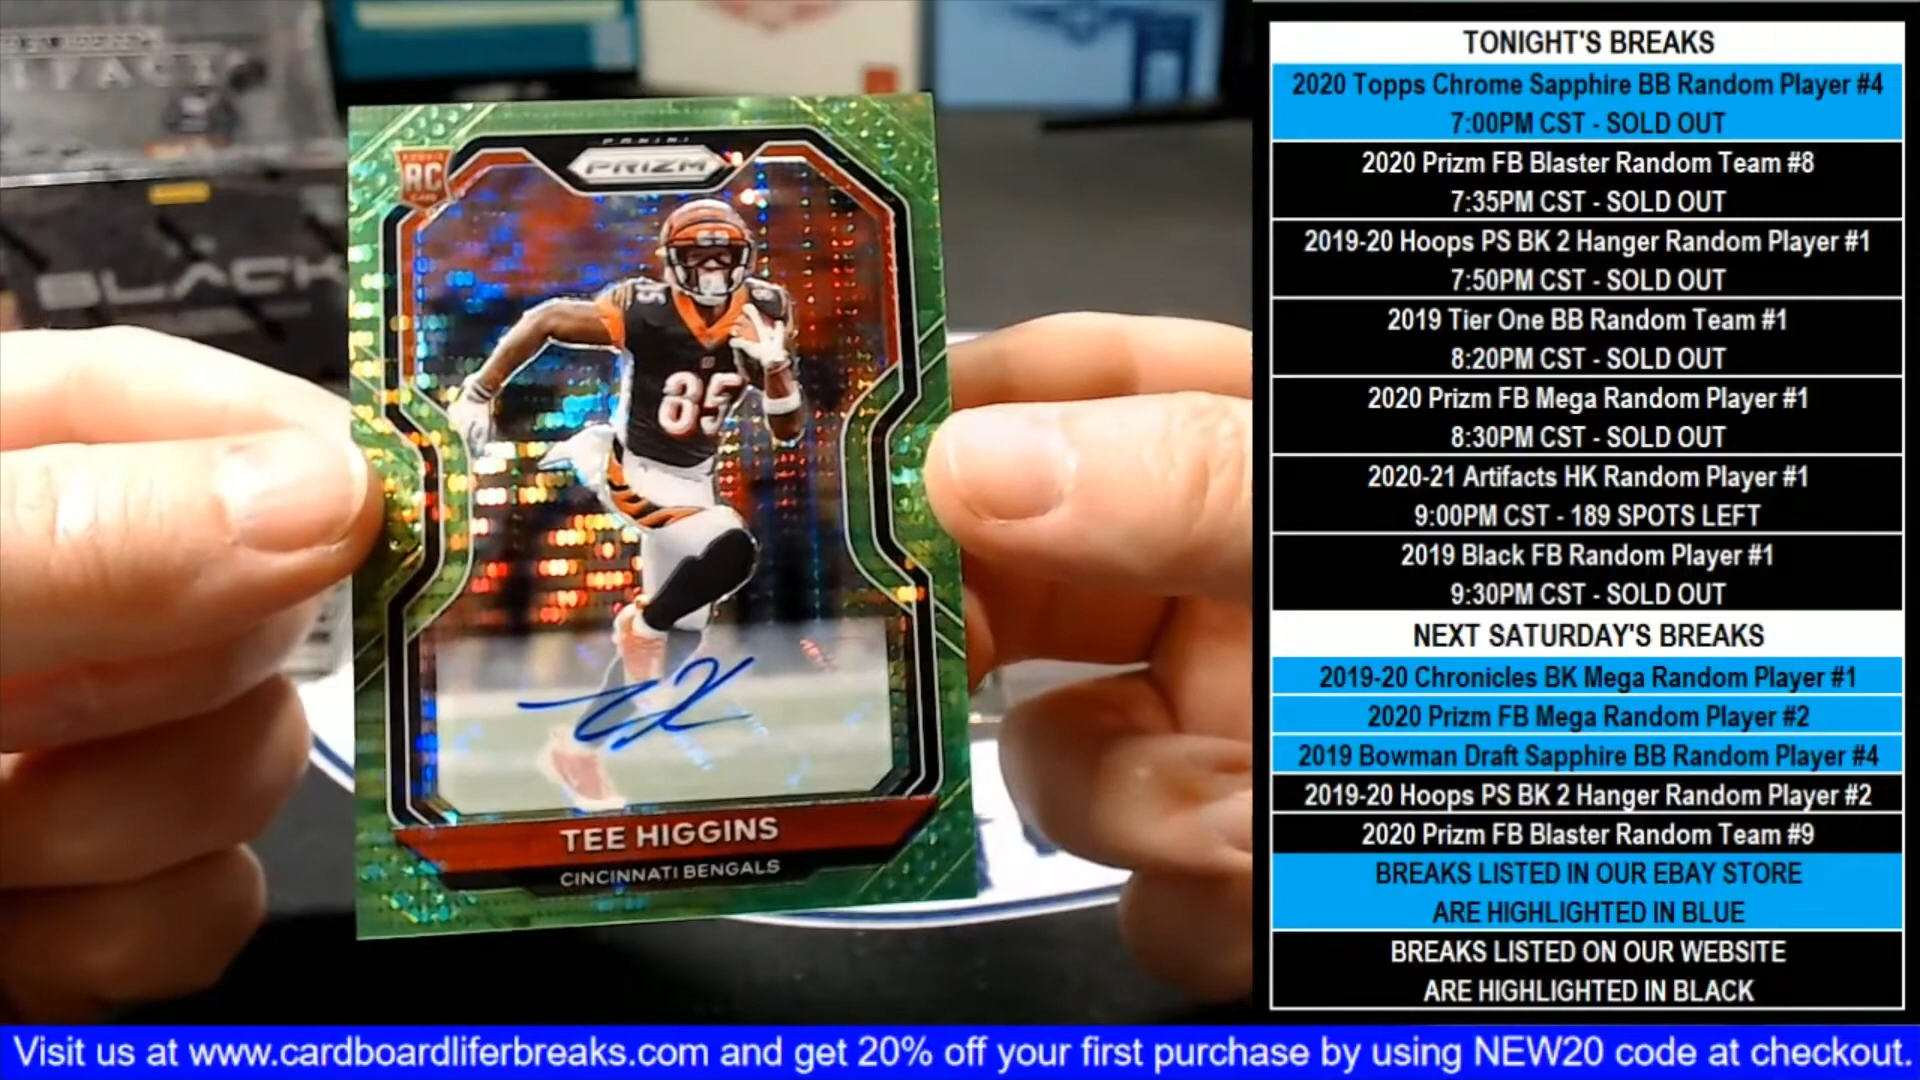 BLACK
PANINI
PRIZM
ROOKIE
RC
CARD
85
85
TEE HIGGINS
CINCINNATI BENGALS
TONIGHT'S BREAKS
2020 Topps Chrome Sapphire BB Random Player #4
7:00PM CST - SOLD OUT
2020 Prizm FB Blaster Random Team #8
7:35PM CST - SOLD OUT
2019-20 Hoops PS BK 2 Hanger Random Player #1
7:50PM CST - SOLD OUT
2019 Tier One BB Random Team #1
8:20PM CST - SOLD OUT
2020 Prizm FB Mega Random Player #1
8:30PM CST - SOLD OUT
2020-21 Artifacts HK Random Player #1
9:00PM CST - 189 SPOTS LEFT
2019 Black FB Random Player #1
9:30PM CST - SOLD OUT
NEXT SATURDAY'S BREAKS
2019-20 Chronicles BK Mega Random Player #1
2020 Prizm FB Mega Random Player #2
2019 Bowman Draft Sapphire BB Random Player #4
2019-20 Hoops PS BK 2 Hanger Random Player #2
2020 Prizm FB Blaster Random Team #9
BREAKS LISTED IN OUR EBAY STORE
ARE HIGHLIGHTED IN BLUE
BREAKS LISTED ON OUR WEBSITE
ARE HIGHLIGHTED IN BLACK
Visit us at www.cardboardliferbreaks.com and get 20% off your first purchase by using NEW20 code at checkout.